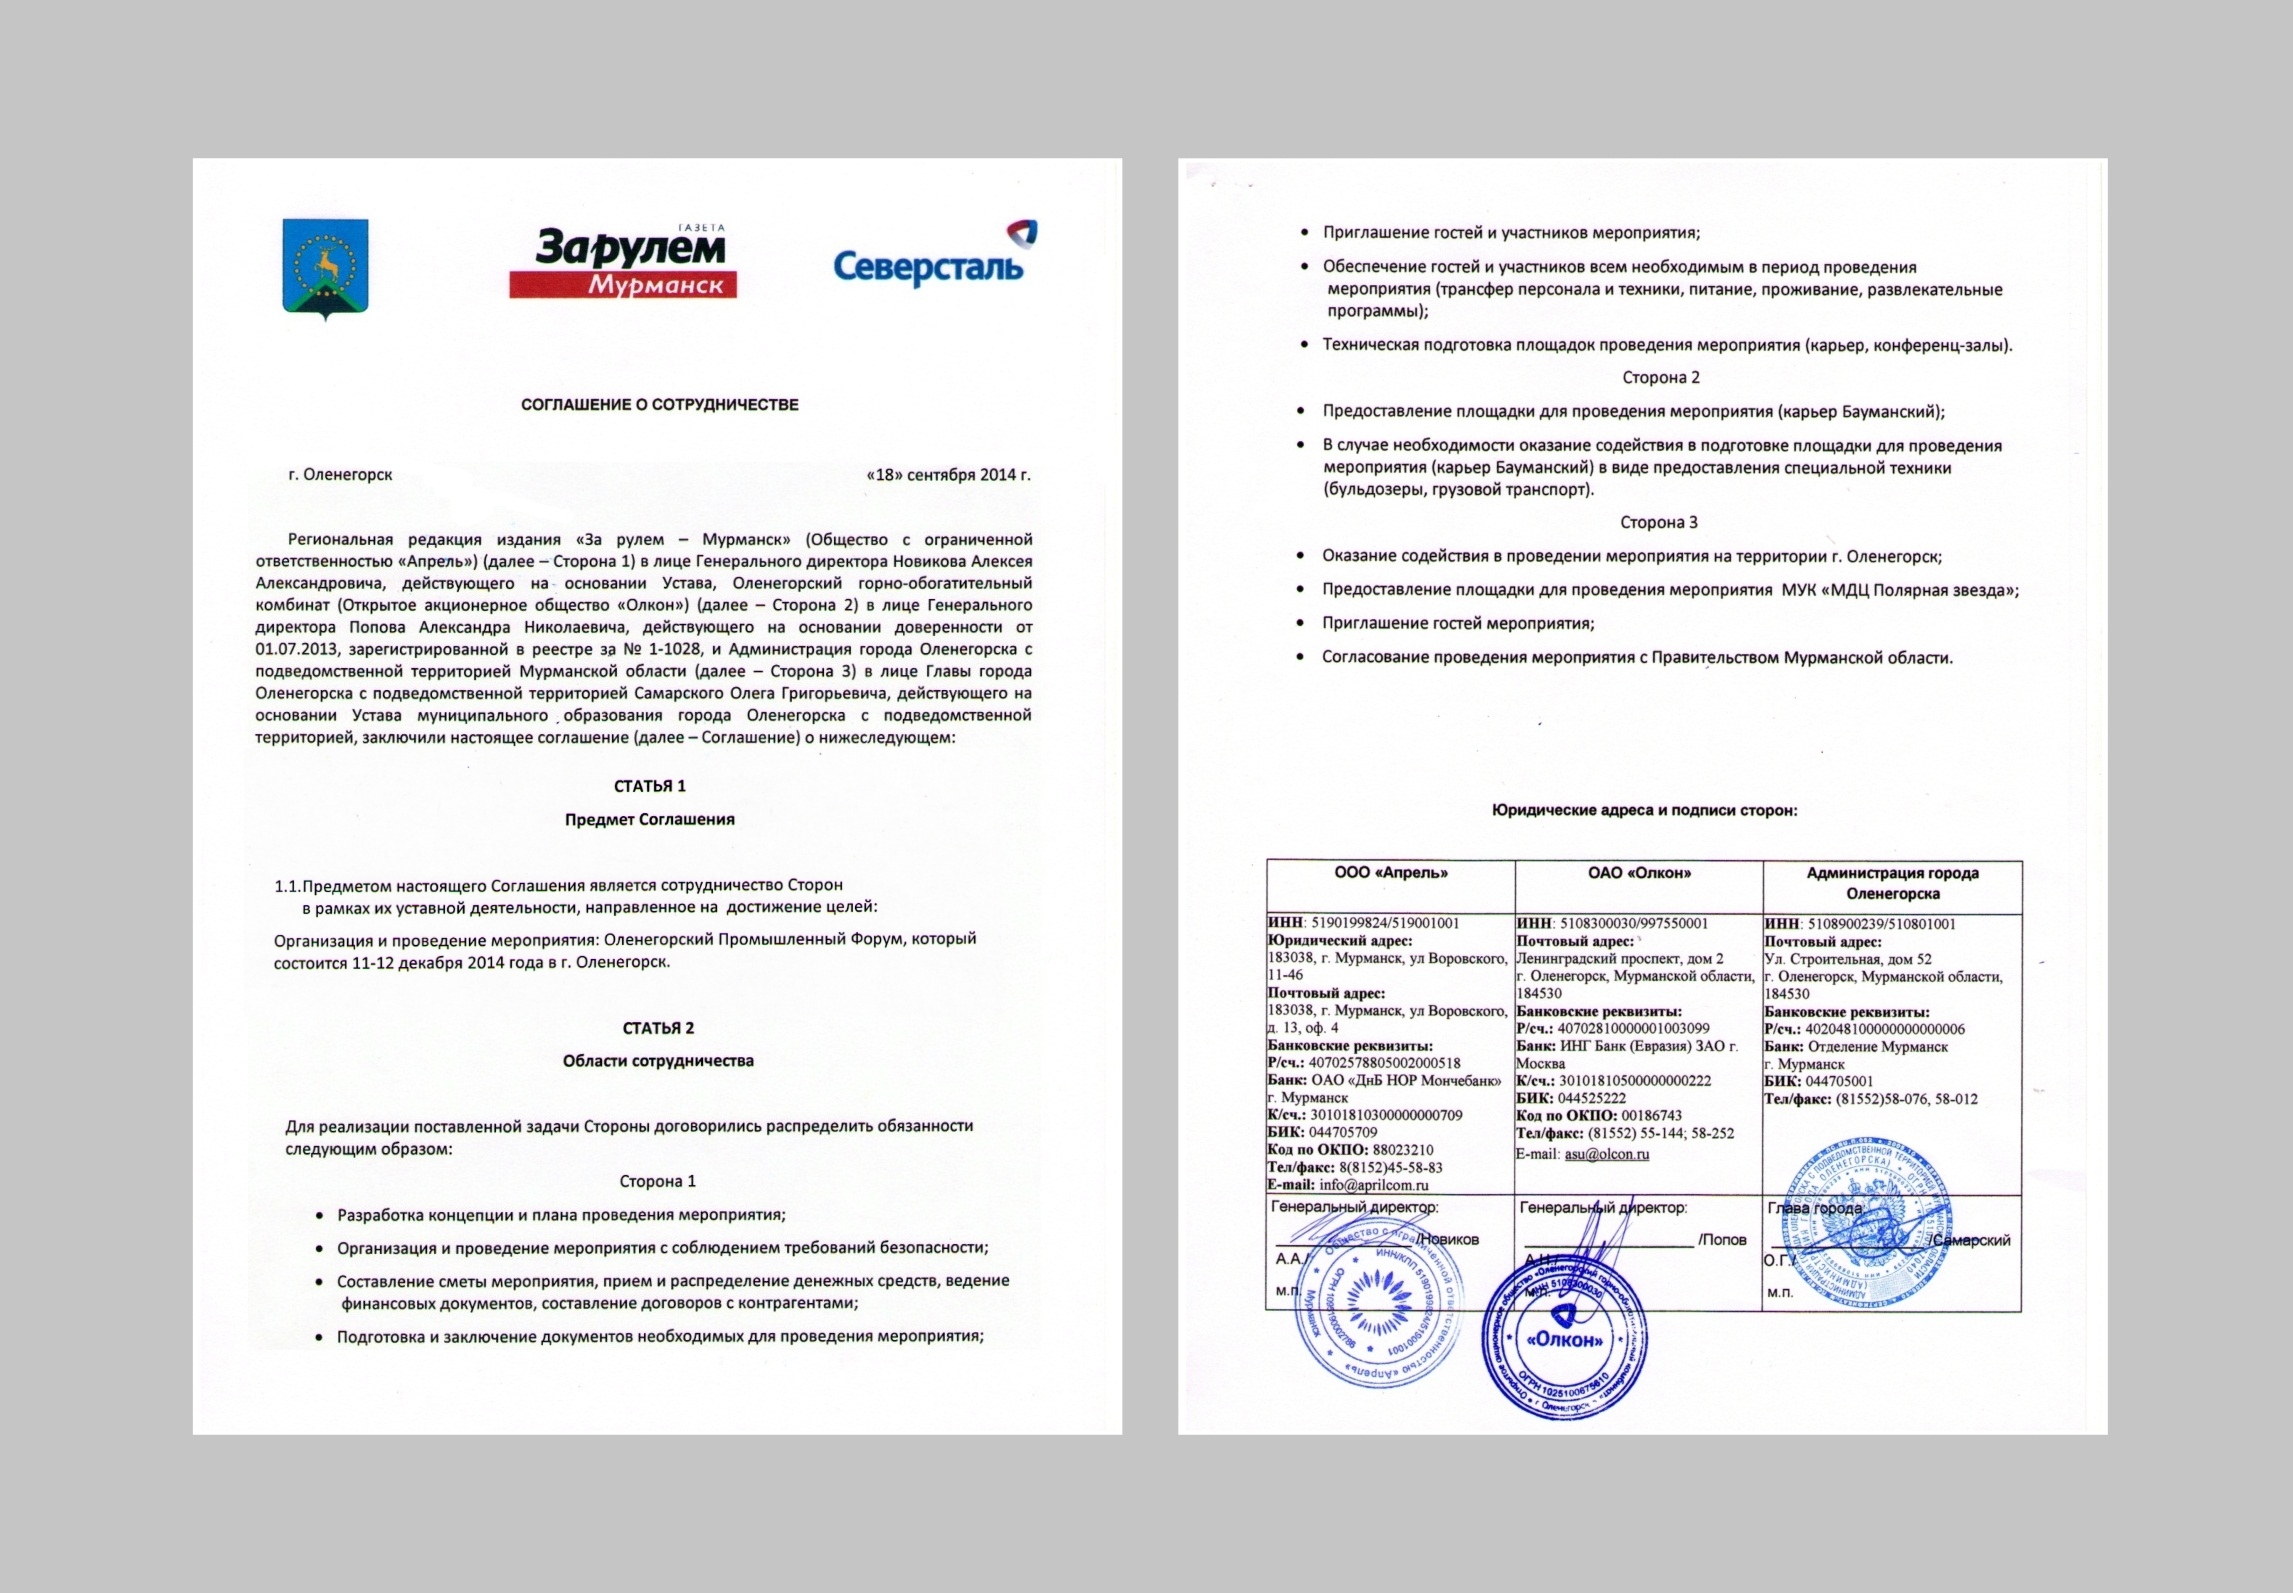 ГАЗЕТА
За рулем
Мурманск
Северсталь
СОГЛАШЕНИЕ О СОТРУДНИЧЕСТВЕ
г. Оленегорск «18» сентября 2014 г.
Региональная редакция издания «За рулем – Мурманск» (Общество с ограниченной
ответственностью «Апрель») (далее – Сторона 1) в лице Генерального директора Новикова Алексея
Александровича, действующего на основании Устава, Оленегорский горно-обогатительный
комбинат (Открытое акционерное общество «Олкон») (далее – Сторона 2) в лице Генерального
директора Попова Александра Николаевича, действующего на основании доверенности от
01.07.2013, зарегистрированной в реестре за № 1-1028, и Администрация города Оленегорска с
подведомственной территорией Мурманской области (далее – Сторона 3) в лице Главы города
Оленегорска с подведомственной территорией Самарского Олега Григорьевича, действующего на
основании Устава муниципального образования города Оленегорска с подведомственной
территорией, заключили настоящее соглашение (далее – Соглашение) о нижеследующем:
СТАТЬЯ 1
Предмет Соглашения
1.1.Предметом настоящего Соглашения является сотрудничество Сторон
в рамках их уставной деятельности, направленное на достижение целей:
Организация и проведение мероприятия: Оленегорский Промышленный Форум, который
состоится 11-12 декабря 2014 года в г. Оленегорск.
СТАТЬЯ 2
Области сотрудничества
Для реализации поставленной задачи Стороны договорились распределить обязанности
следующим образом:
Сторона 1
• Разработка концепции и плана проведения мероприятия;
• Организация и проведение мероприятия с соблюдением требований безопасности;
• Составление сметы мероприятия, прием и распределение денежных средств, ведение
финансовых документов, составление договоров с контрагентами;
• Подготовка и заключение документов необходимых для проведения мероприятия;
• Приглашение гостей и участников мероприятия;
• Обеспечение гостей и участников всем необходимым в период проведения
мероприятия (трансфер персонала и техники, питание, проживание, развлекательные
программы);
• Техническая подготовка площадок проведения мероприятия (карьер, конференц-залы).
Сторона 2
• Предоставление площадки для проведения мероприятия (карьер Бауманский);
• В случае необходимости оказание содействия в подготовке площадки для проведения
мероприятия (карьер Бауманский) в виде предоставления специальной техники
(бульдозеры, грузовой транспорт).
Сторона 3
• Оказание содействия в проведении мероприятия на территории г. Оленегорск;
• Предоставление площадки для проведения мероприятия МУК «МДЦ Полярная звезда»;
• Приглашение гостей мероприятия;
• Согласование проведения мероприятия с Правительством Мурманской области.
Юридические адреса и подписи сторон:
ООО «Апрель»
ИНН: 5190199824/519001001
Юридический адрес:
183038, г. Мурманск, ул Воровского,
11-46
Почтовый адрес:
183038, г. Мурманск, ул Воровского,
д. 13, оф. 4
Банковские реквизиты:
Р/сч.: 40702578805002000518
Банк: ОАО «ДнБ НОР Мончебанк»
г. Мурманск
К/сч.: 30101810300000000709
БИК: 044705709
Код по ОКПО: 88023210
Тел/факс: 8(8152)45-58-83
E-mail: info@aprilcom.ru
Генеральный директор:
/Новиков
А.А./
м.п.
ОАО «Олкон»
ИНН: 5108300030/997550001
Почтовый адрес:
Ленинградский проспект, дом 2
г. Оленегорск, Мурманской области,
184530
Банковские реквизиты:
Р/сч.: 40702810000001003099
Банк: ИНГ Банк (Евразия) ЗАО г.
Москва
К/сч.: 30101810500000000222
БИК: 044525222
Код по ОКПО: 00186743
Тел/факс: (81552) 55-144; 58-252
E-mail: asu@olcon.ru
Генеральный директор:
/Попов
А.Н./
м.п.
Администрация города
Оленегорска
ИНН: 5108900239/510801001
Почтовый адрес:
Ул. Строительная, дом 52
г. Оленегорск, Мурманской области,
184530
Банковские реквизиты:
Р/сч.: 40204810000000000006
Банк: Отделение Мурманск
г. Мурманск
БИК: 044705001
Тел/факс: (81552)58-076, 58-012
Глава города:
/Самарский
О.Г./
м.п.
Общество с ограниченной ответственностью «Апрель»
Мурманск
ИНН/КПП 5190199824/519001001
ОГРН 1095190002786
Открытое акционерное общество «Оленегорский горно-обогатительный комбинат»
ИНН 5108300030
«Олкон»
ОГРН 1025100675610
г Оленегорск